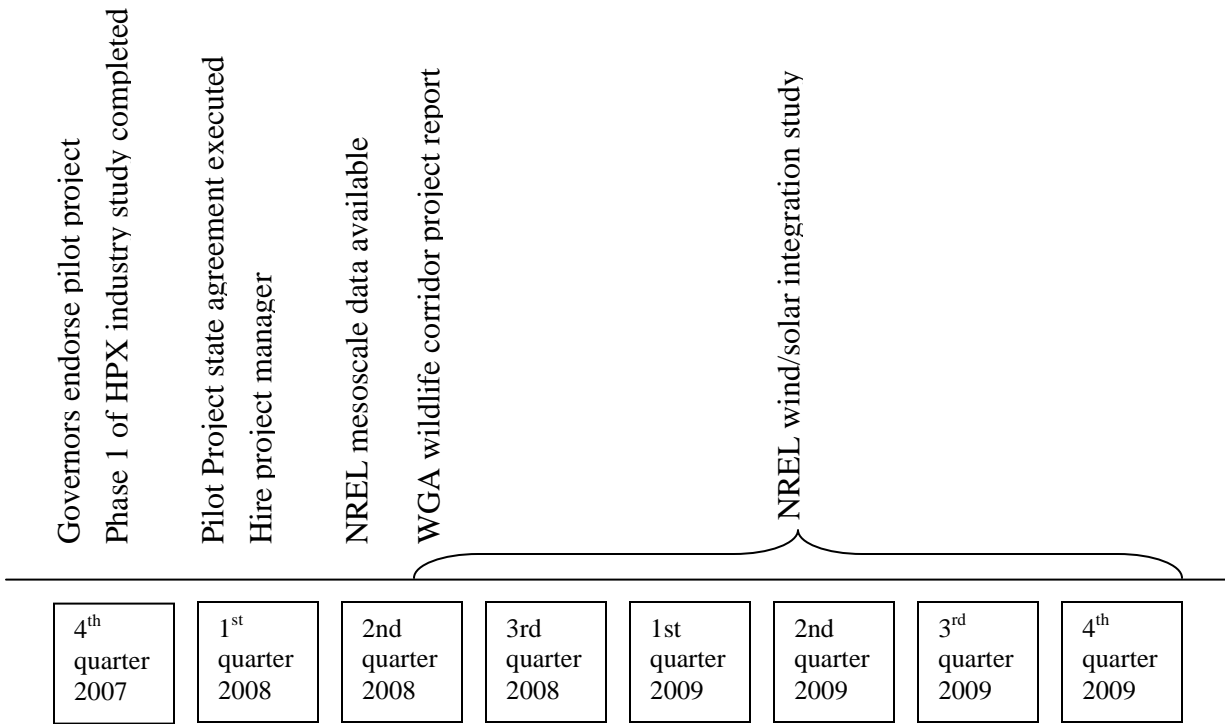 Governors endorse pilot project
Phase 1 of HPX industry study completed
Pilot Project state agreement executed
Hire project manager
NREL mesoscale data available
WGA wildlife corridor project report
NREL wind/solar integration study
4th
quarter
2007
1st
quarter
2008
2nd
quarter
2008
3rd
quarter
2008
1st
quarter
2009
2nd
quarter
2009
3rd
quarter
2009
4th
quarter
2009